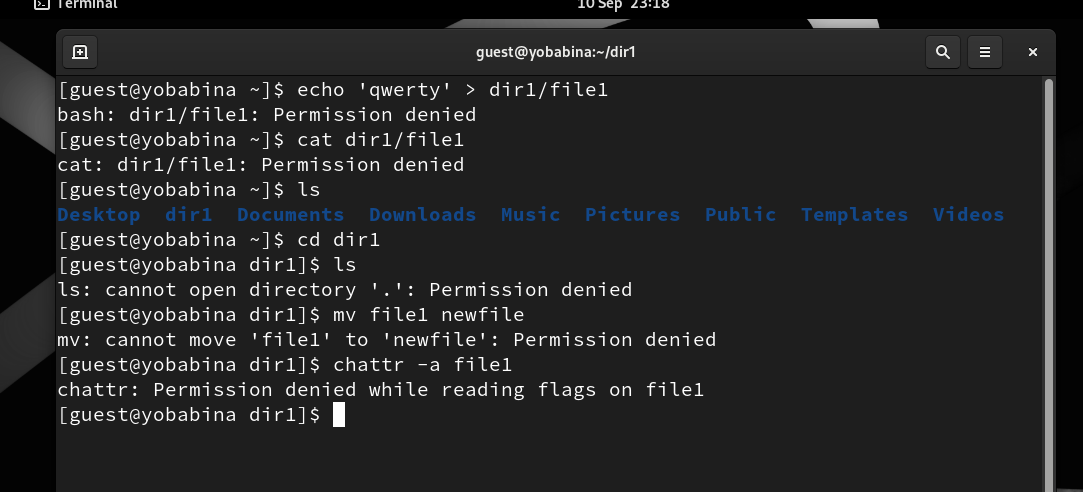 Terminal
10 Sep 23:18
guest@yobabina:~/dir1
[guest@yobabina ~]$ echo 'qwerty' > dir1/file1
bash: dir1/file1: Permission denied
[guest@yobabina ~]$ cat dir1/file1
cat: dir1/file1: Permission denied
[guest@yobabina ~]$ ls
Desktop dir1 Documents Downloads Music Pictures Public Templates Videos
[guest@yobabina ~]$ cd dir1
[guest@yobabina dir1]$ ls
ls: cannot open directory '.': Permission denied
[guest@yobabina dir1]$ mv file1 newfile
mv: cannot move 'file1' to 'newfile': Permission denied
[guest@yobabina dir1]$ chattr -a file1
chattr: Permission denied while reading flags on file1
[guest@yobabina dir1]$